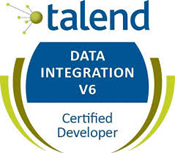 talend
DATA
INTEGRATION
V6
Certified
Developer